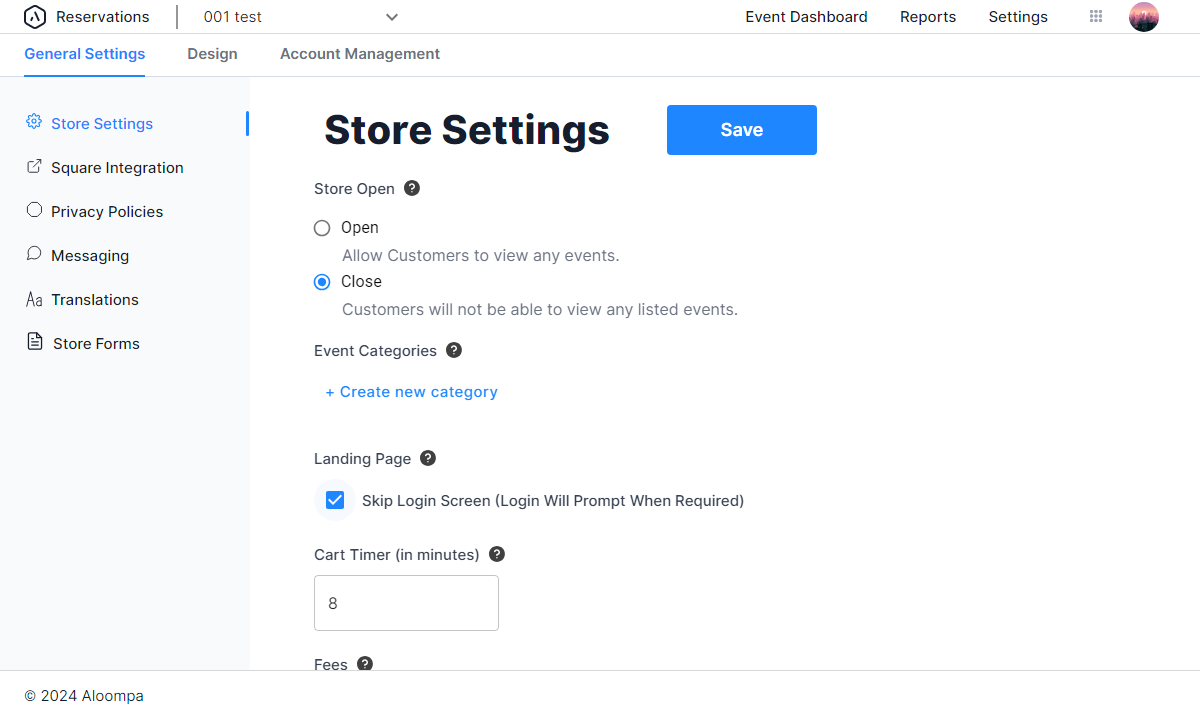 Reservations
001 test
Event Dashboard
Reports
Settings
General Settings
Design
Account Management
Store Settings
Square Integration
Privacy Policies
Messaging
Aa Translations
Store Forms
Store Settings
Save
Store Open ?
Open
Allow Customers to view any events.
Close
Customers will not be able to view any listed events.
Event Categories ?
+ Create new category
Landing Page ?
Skip Login Screen (Login Will Prompt When Required)
Cart Timer (in minutes) ?
8
Fees ?
© 2024 Aloompa